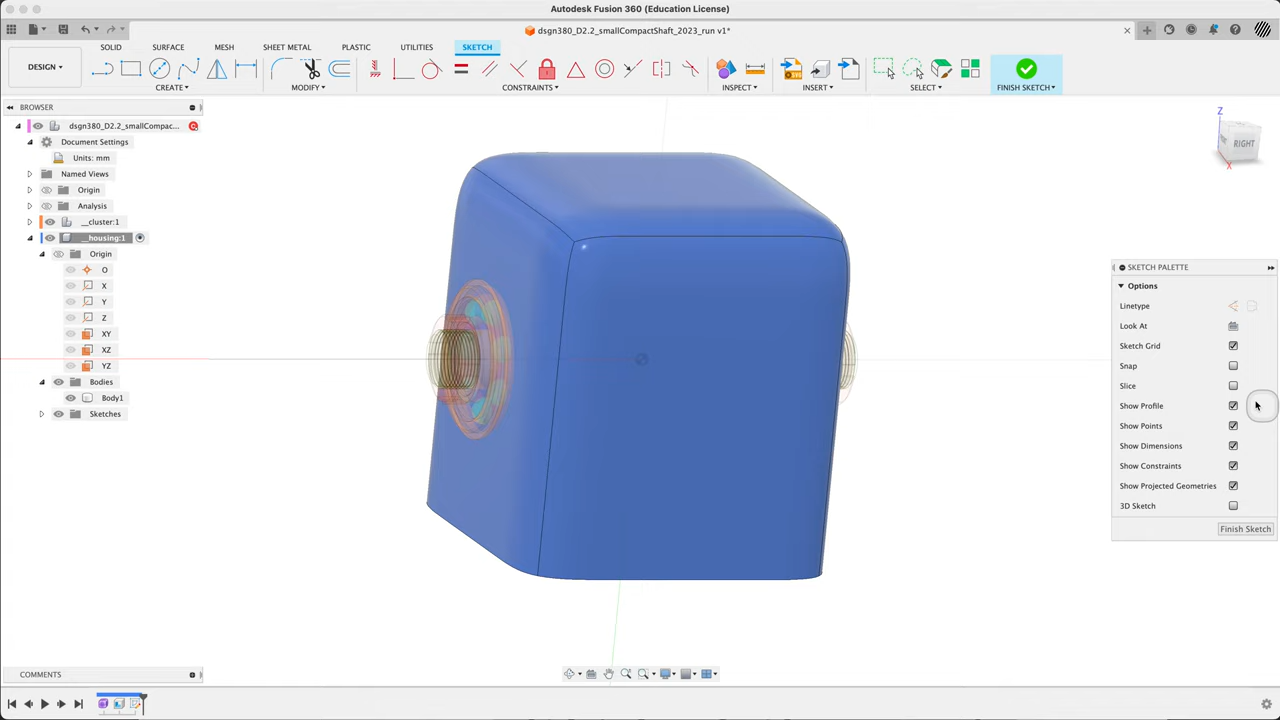 Autodesk Fusion 360 (Education License)
dsgn380_D2.2_smallCompactShaft_2023_run v1*
SOLID SURFACE MESH SHEET METAL PLASTIC UTILITIES SKETCH
DESIGN
CREATE MODIFY CONSTRAINTS INSPECT INSERT SELECT FINISH SKETCH
BROWSER
dsgn380_D2.2_smallCompac...
Document Settings
Units: mm
Named Views
Origin
Analysis
__cluster:1
__housing:1
Origin
O
X
Y
Z
XY
XZ
YZ
Bodies
Body1
Sketches
Z
RIGHT
X
SKETCH PALETTE
Options
Linetype
Look At
Sketch Grid
Snap
Slice
Show Profile
Show Points
Show Dimensions
Show Constraints
Show Projected Geometries
3D Sketch
Finish Sketch
COMMENTS